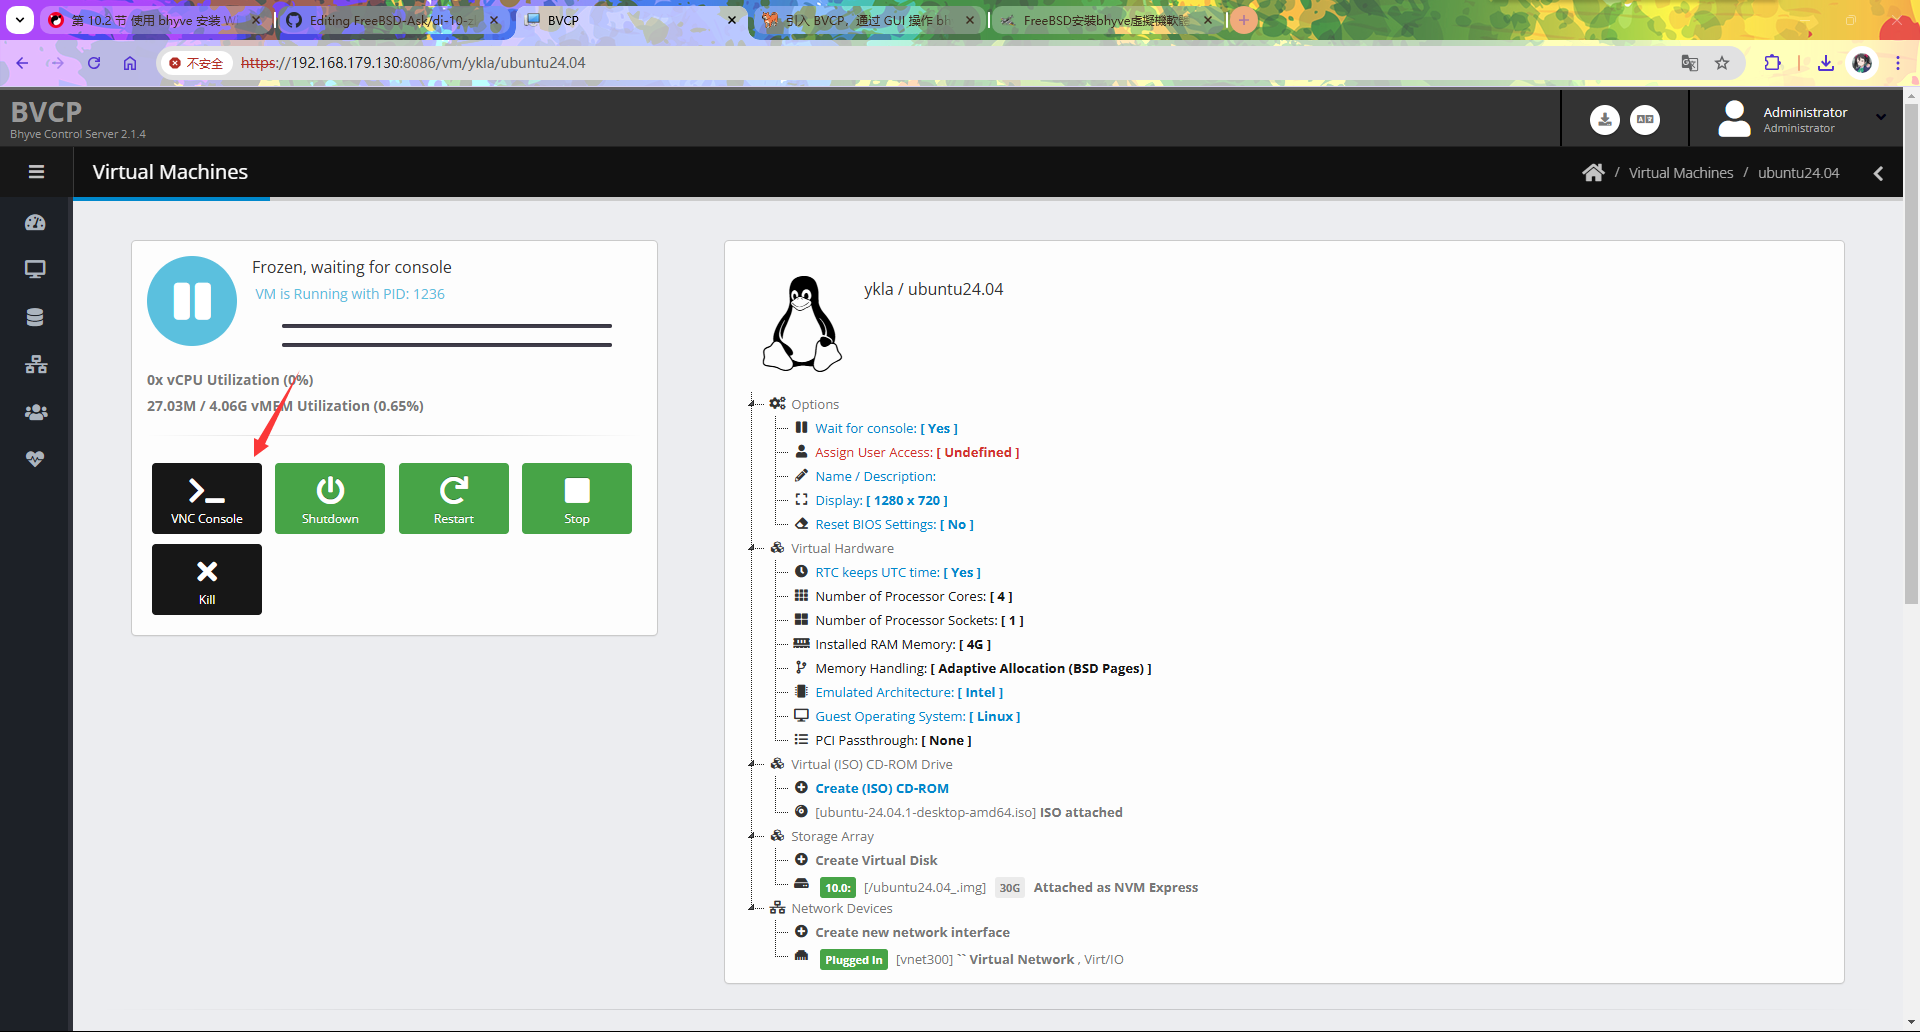 第 10.2 节 使用 bhyve 安装 W
Editing FreeBSD-Ask/di-10-z
BVCP
引入 BVCP，通过 GUI 操作 bh
FreeBSD安裝bhyve虛擬機軟
不安全
https://192.168.179.130:8086/vm/ykla/ubuntu24.04
BVCP
Bhyve Control Server 2.1.4
Administrator
Administrator
Virtual Machines
/ Virtual Machines / ubuntu24.04
Frozen, waiting for console
VM is Running with PID: 1236
0x vCPU Utilization (0%)
27.03M / 4.06G vMEM Utilization (0.65%)
VNC Console
Shutdown
Restart
Stop
Kill
ykla / ubuntu24.04
Options
Wait for console: [ Yes ]
Assign User Access: [ Undefined ]
Name / Description:
Display: [ 1280 x 720 ]
Reset BIOS Settings: [ No ]
Virtual Hardware
RTC keeps UTC time: [ Yes ]
Number of Processor Cores: [ 4 ]
Number of Processor Sockets: [ 1 ]
Installed RAM Memory: [ 4G ]
Memory Handling: [ Adaptive Allocation (BSD Pages) ]
Emulated Architecture: [ Intel ]
Guest Operating System: [ Linux ]
PCI Passthrough: [ None ]
Virtual (ISO) CD-ROM Drive
Create (ISO) CD-ROM
[ubuntu-24.04.1-desktop-amd64.iso] ISO attached
Storage Array
Create Virtual Disk
10.0: [/ubuntu24.04_.img] 30G Attached as NVM Express
Network Devices
Create new network interface
Plugged In [vnet300] `` Virtual Network , Virt/IO